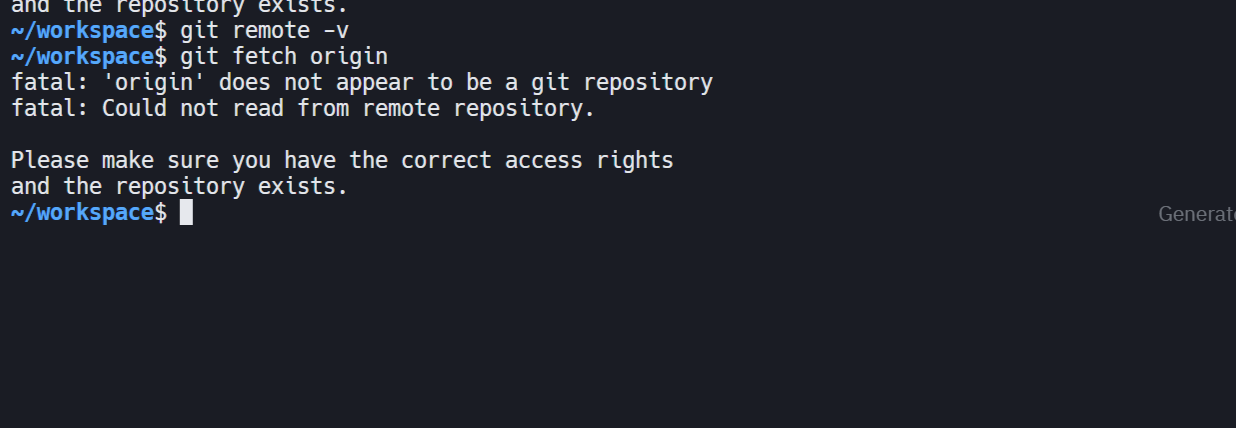 and the repository exists.
~/workspace$ git remote -v
~/workspace$ git fetch origin
fatal: 'origin' does not appear to be a git repository
fatal: Could not read from remote repository.
Please make sure you have the correct access rights
and the repository exists.
~/workspace$
Generate